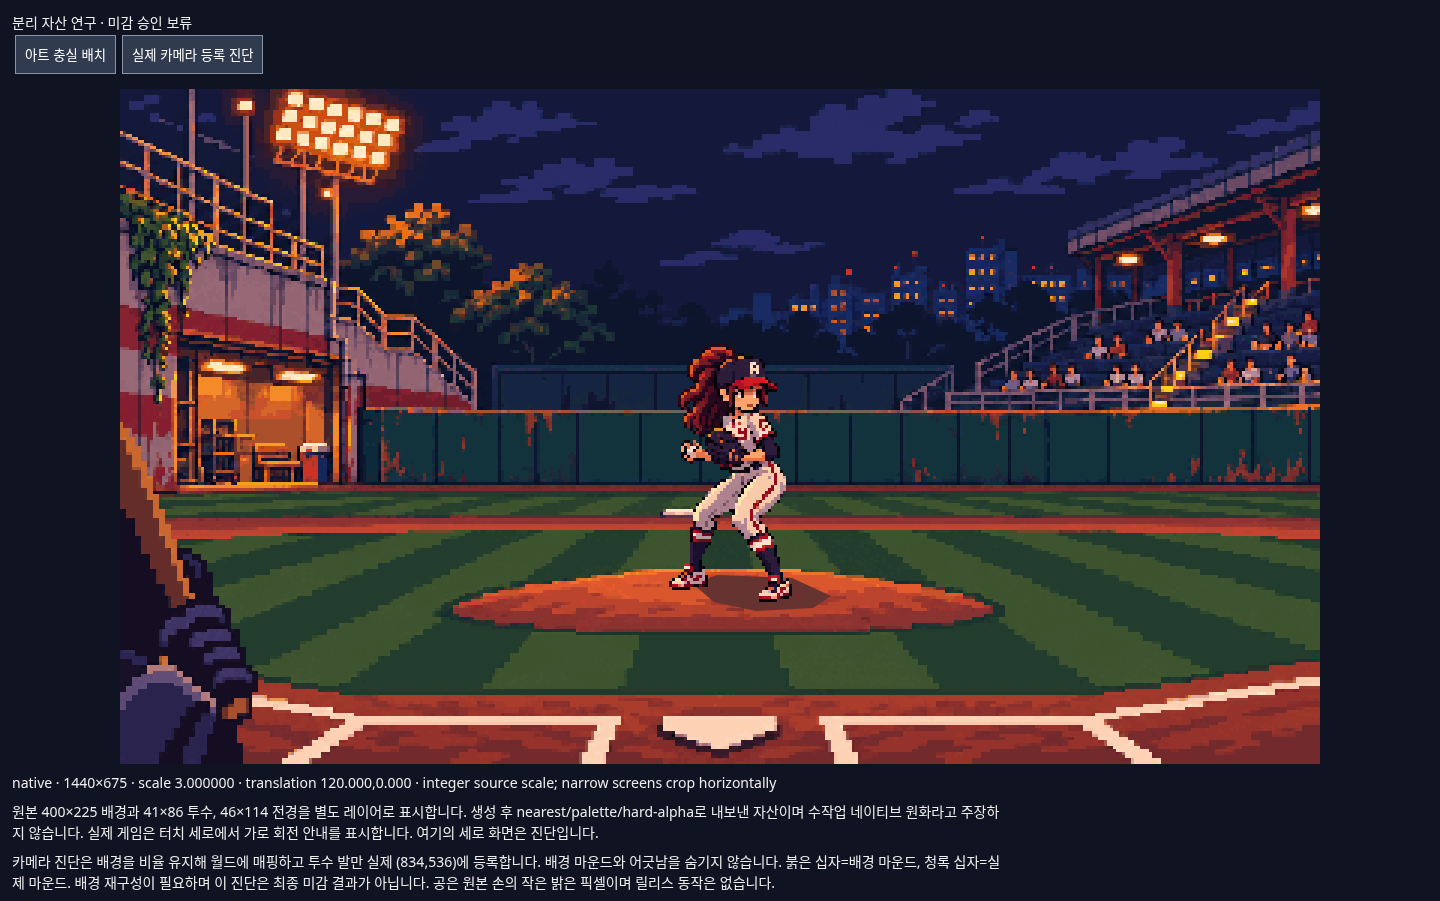 분리 자산 연구 · 미감 승인 보류
아트 충실 배치
실제 카메라 등록 진단
R
native · 1440×675 · scale 3.000000 · translation 120.000,0.000 · integer source scale; narrow screens crop horizontally
원본 400×225 배경과 41×86 투수, 46×114 전경을 별도 레이어로 표시합니다. 생성 후 nearest/palette/hard-alpha로 내보낸 자산이며 수작업 네이티브 원화라고 주장하
지 않습니다. 실제 게임은 터치 세로에서 가로 회전 안내를 표시합니다. 여기의 세로 화면은 진단입니다.
카메라 진단은 배경을 비율 유지해 월드에 매핑하고 투수 발만 실제 (834,536)에 등록합니다. 배경 마운드와 어긋남을 숨기지 않습니다. 붉은 십자=배경 마운드, 청록 십자=실
제 마운드. 배경 재구성이 필요하며 이 진단은 최종 미감 결과가 아닙니다. 공은 원본 손의 작은 밝은 픽셀이며 릴리스 동작은 없습니다.